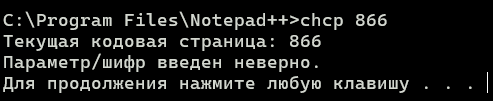 C:\Program Files\Notepad++>chcp 866
Текущая кодовая страница: 866
Параметр/шифр введен неверно.
Для продолжения нажмите любую клавишу . . .